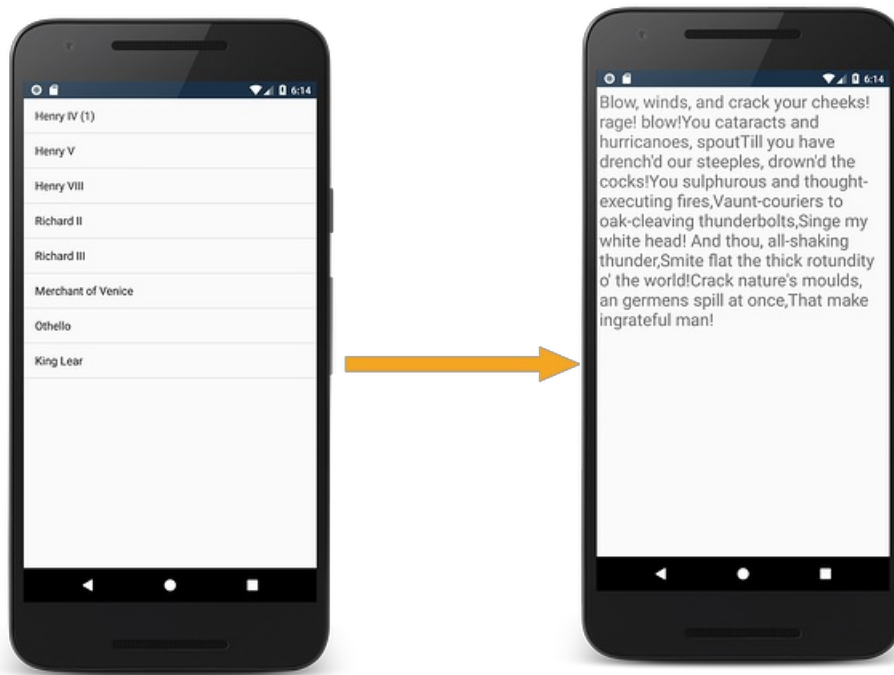 6:14
Henry IV (1)
Henry V
Henry VIII
Richard II
Richard III
Merchant of Venice
Othello
King Lear
6:14
Blow, winds, and crack your cheeks!
rage! blow!You cataracts and
hurricanoes, spoutTill you have
drench'd our steeples, drown'd the
cocks!You sulphurous and thought-
executing fires,Vaunt-couriers to
oak-cleaving thunderbolts,Singe my
white head! And thou, all-shaking
thunder,Smite flat the thick rotundity
o' the world!Crack nature's moulds,
an germens spill at once,That make
ingrateful man!